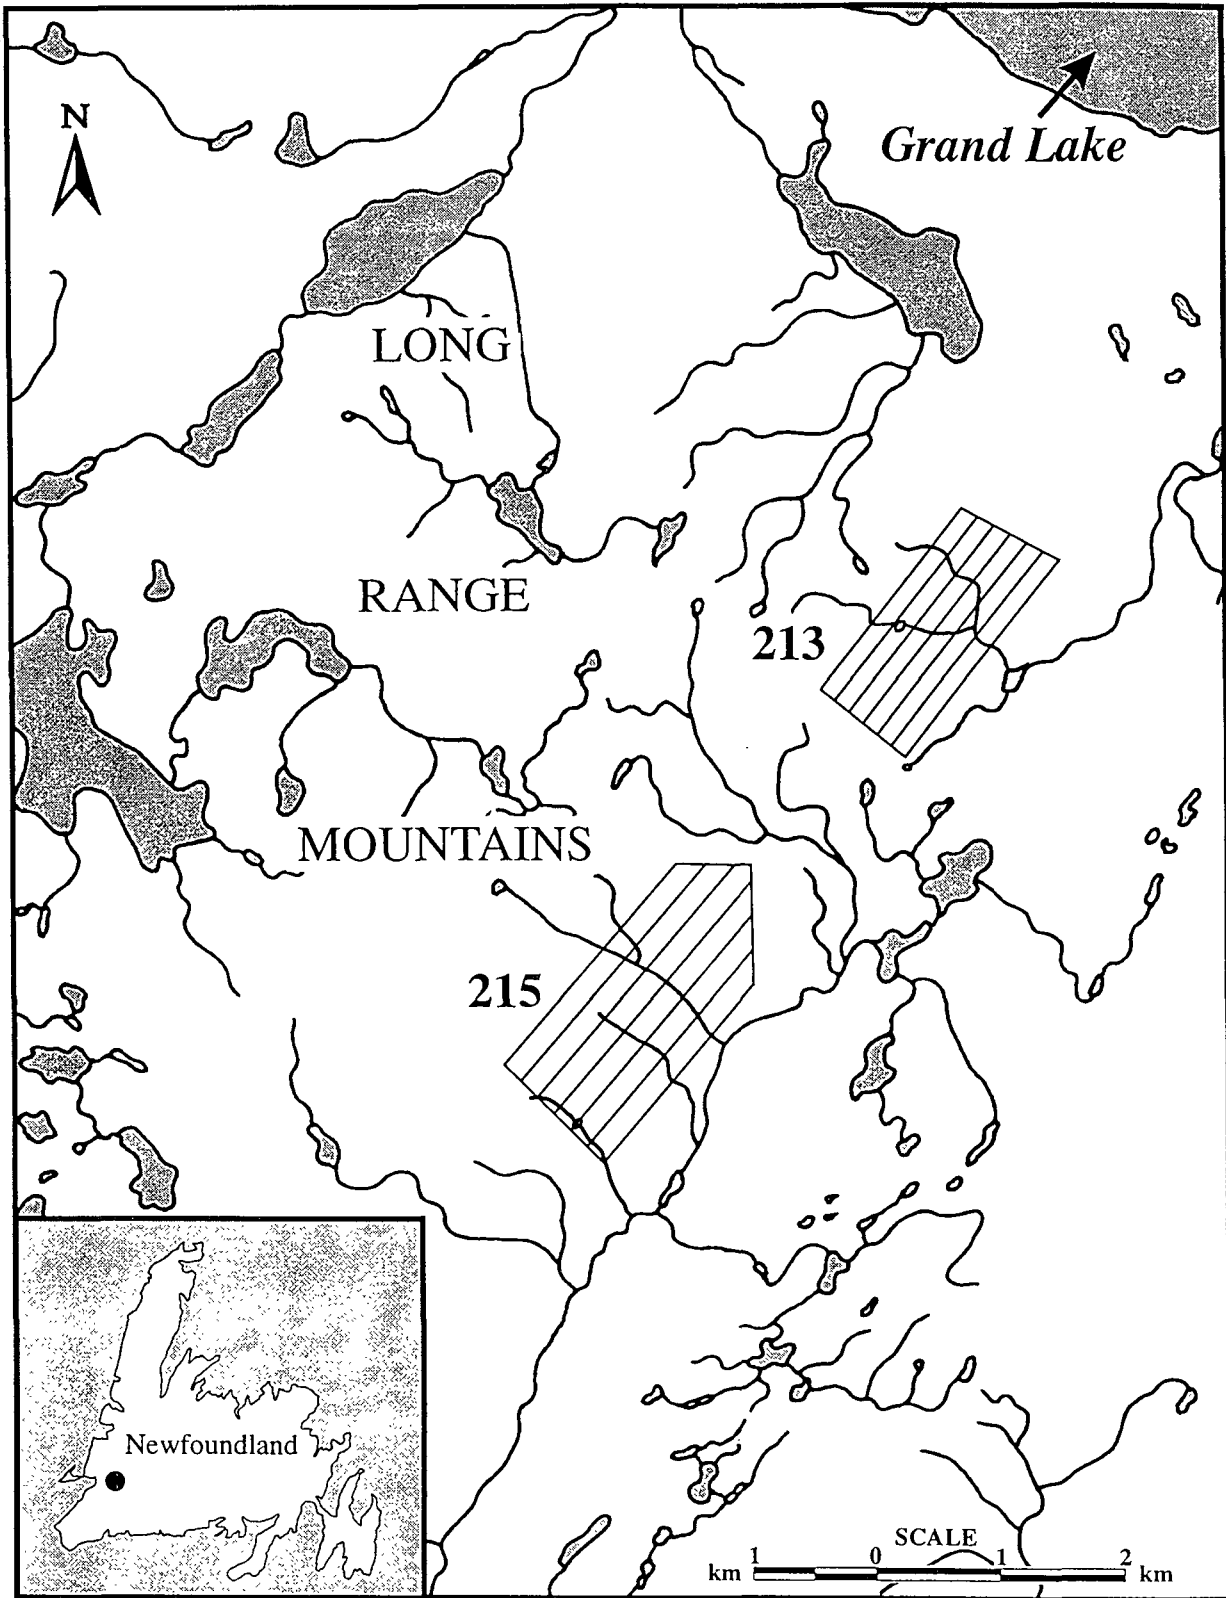 N
Grand Lake
LONG
RANGE
213
MOUNTAINS
215
Newfoundland
SCALE
km 1 0 1 2 km